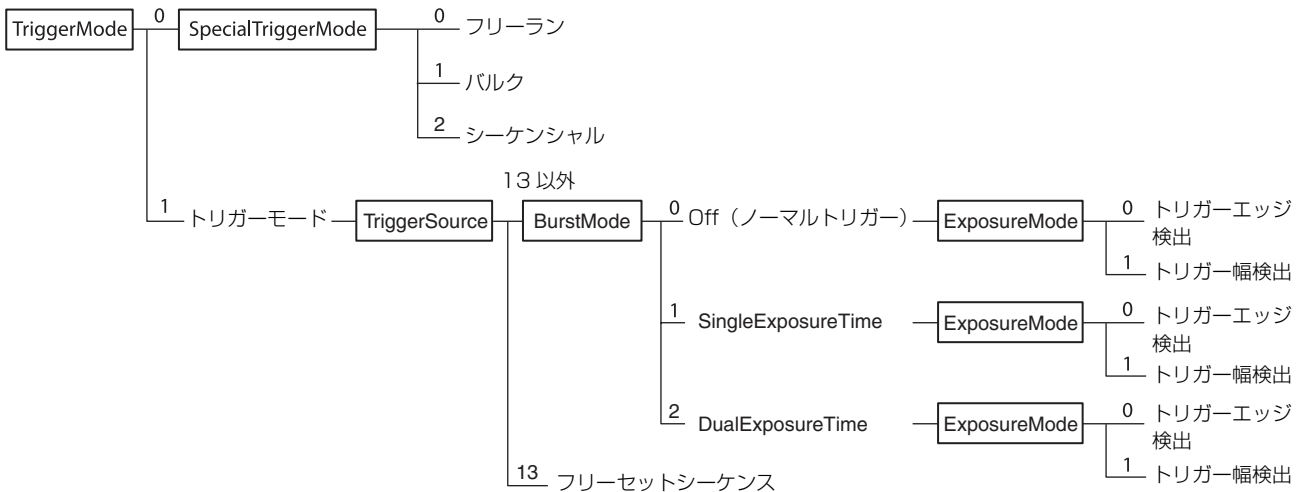 TriggerMode 0 SpecialTriggerMode 0 フリーラン
1 バルク
2 シーケンシャル
13 以外
1 トリガーモード TriggerSource BurstMode 0 Off（ノーマルトリガー） ExposureMode 0 トリガーエッジ
検出
1 トリガー幅検出
1 SingleExposureTime ExposureMode 0 トリガーエッジ
検出
1 トリガー幅検出
2 DualExposureTime ExposureMode 0 トリガーエッジ
検出
1 トリガー幅検出
13 フリーセットシーケンス